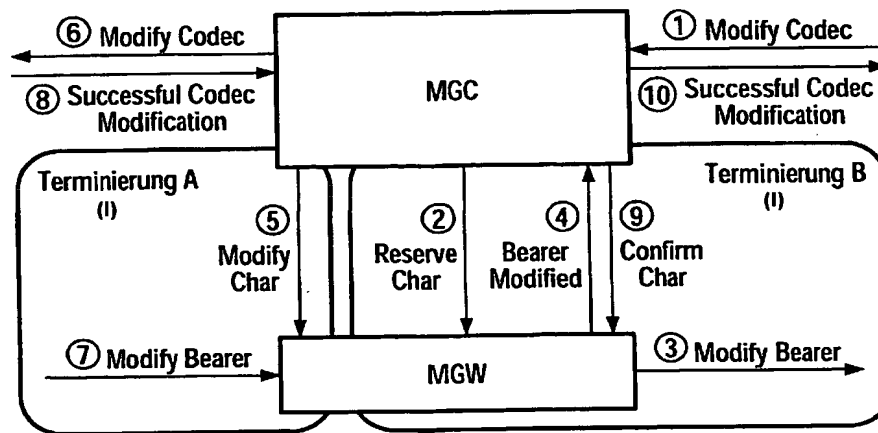 ⑥ Modify Codec
① Modify Codec
⑧ Successful Codec
Modification
MGC
⑩ Successful Codec
Modification
Terminierung A
(I)
Terminierung B
(I)
⑤
Modify
Char
②
Reserve
Char
④
Bearer
Modified
⑨
Confirm
Char
⑦ Modify Bearer
MGW
③ Modify Bearer